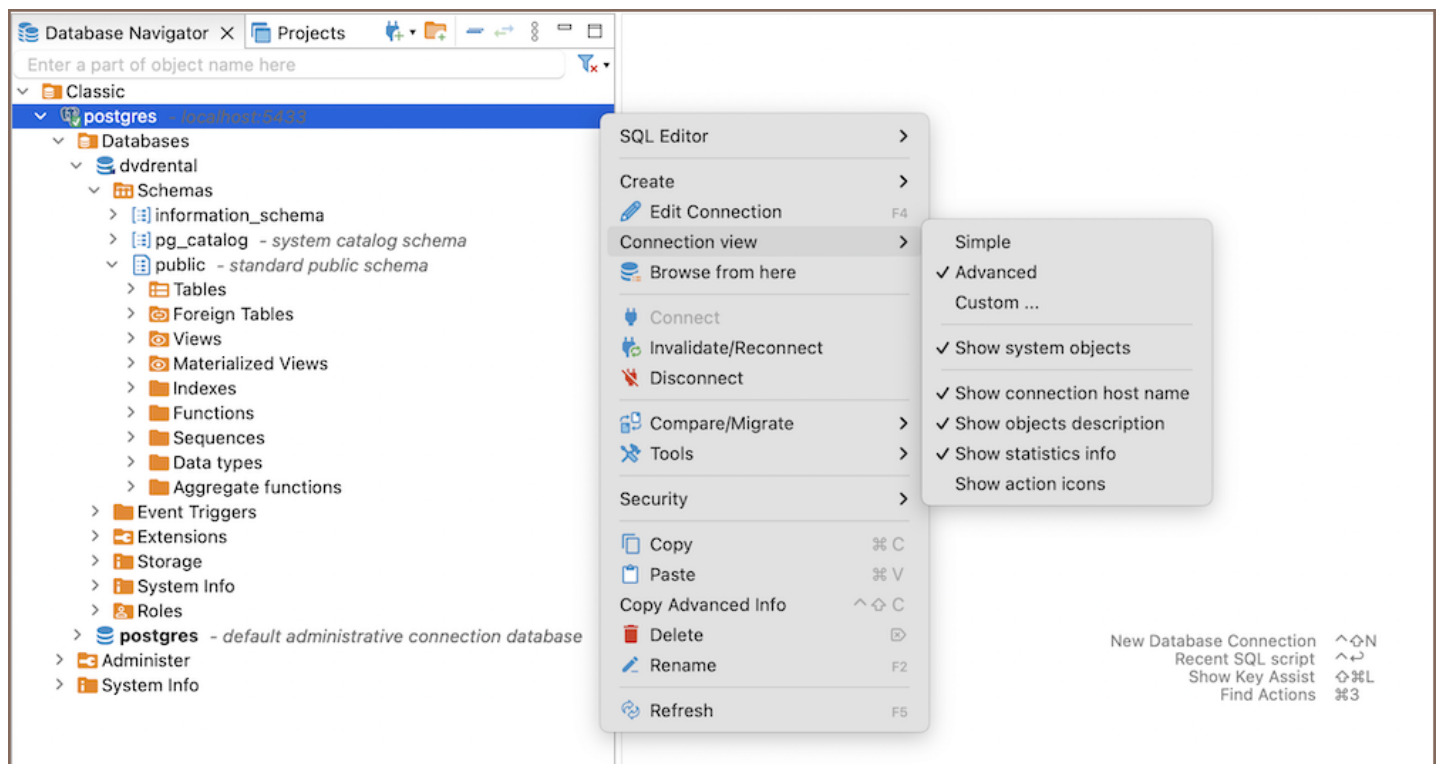 Database Navigator
Projects
Enter a part of object name here
Classic
postgres - localhost:5433
Databases
dvdrental
Schemas
information_schema
pg_catalog - system catalog schema
public - standard public schema
Tables
Foreign Tables
Views
Materialized Views
Indexes
Functions
Sequences
Data types
Aggregate functions
Event Triggers
Extensions
Storage
System Info
Roles
postgres - default administrative connection database
Administer
System Info
SQL Editor
Create
Edit Connection F4
Connection view
Browse from here
Connect
Invalidate/Reconnect
Disconnect
Compare/Migrate
Tools
Security
Copy ⌘ C
Paste ⌘ V
Copy Advanced Info ^ ⇧ C
Delete ⌦
Rename F2
Refresh F5
Simple
✓ Advanced
Custom ...
✓ Show system objects
✓ Show connection host name
✓ Show objects description
✓ Show statistics info
Show action icons
New Database Connection ^⇧N
Recent SQL script ^↩
Show Key Assist ⇧⌘L
Find Actions ⌘3